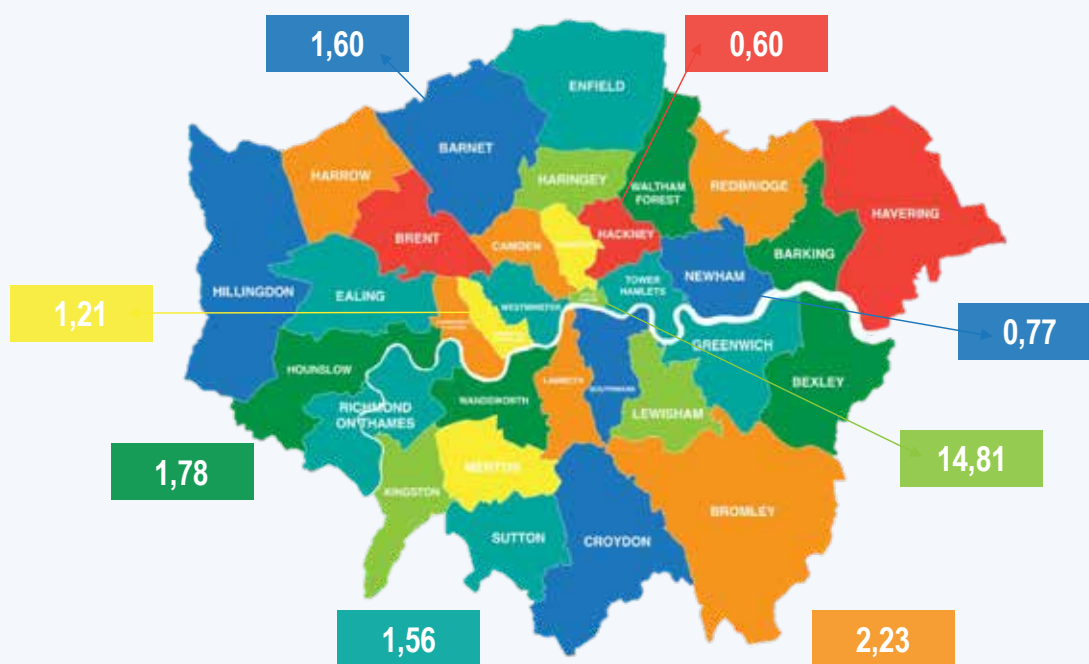 1,60
0,60
ENFIELD
BARNET
HARROW
HARINGEY
WALTHAM
FOREST
REDBRIDGE
HAVERING
BRENT
CAMDEN
HACKNEY
BARKING
HILLINGDON
EALING
WESTMINSTER
TOWER
HAMLETS
NEWHAM
1,21
0,77
GREENWICH
HOUNSLOW
BEXLEY
RICHMOND
ON THAMES
WANDSWORTH
LAMBETH
SOUTHWARK
LEWISHAM
1,78
MERTON
14,81
KINGSTON
BROMLEY
SUTTON
CROYDON
1,56
2,23